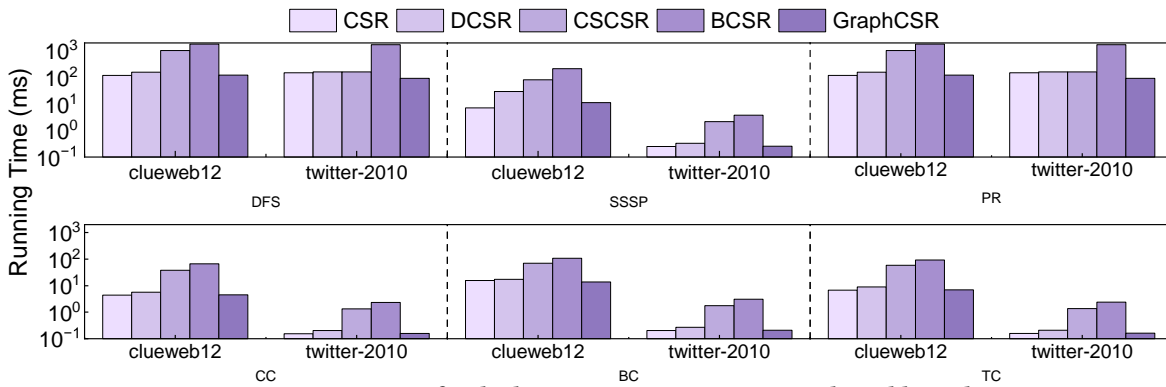 CSR DCSR CSCSR BCSR GraphCSR
Running Time (ms)
10³
10²
10¹
10⁰
10⁻¹
clueweb12 twitter-2010 clueweb12 twitter-2010 clueweb12 twitter-2010
DFS SSSP PR
10³
10²
10¹
10⁰
10⁻¹
clueweb12 twitter-2010 clueweb12 twitter-2010 clueweb12 twitter-2010
CC BC TC